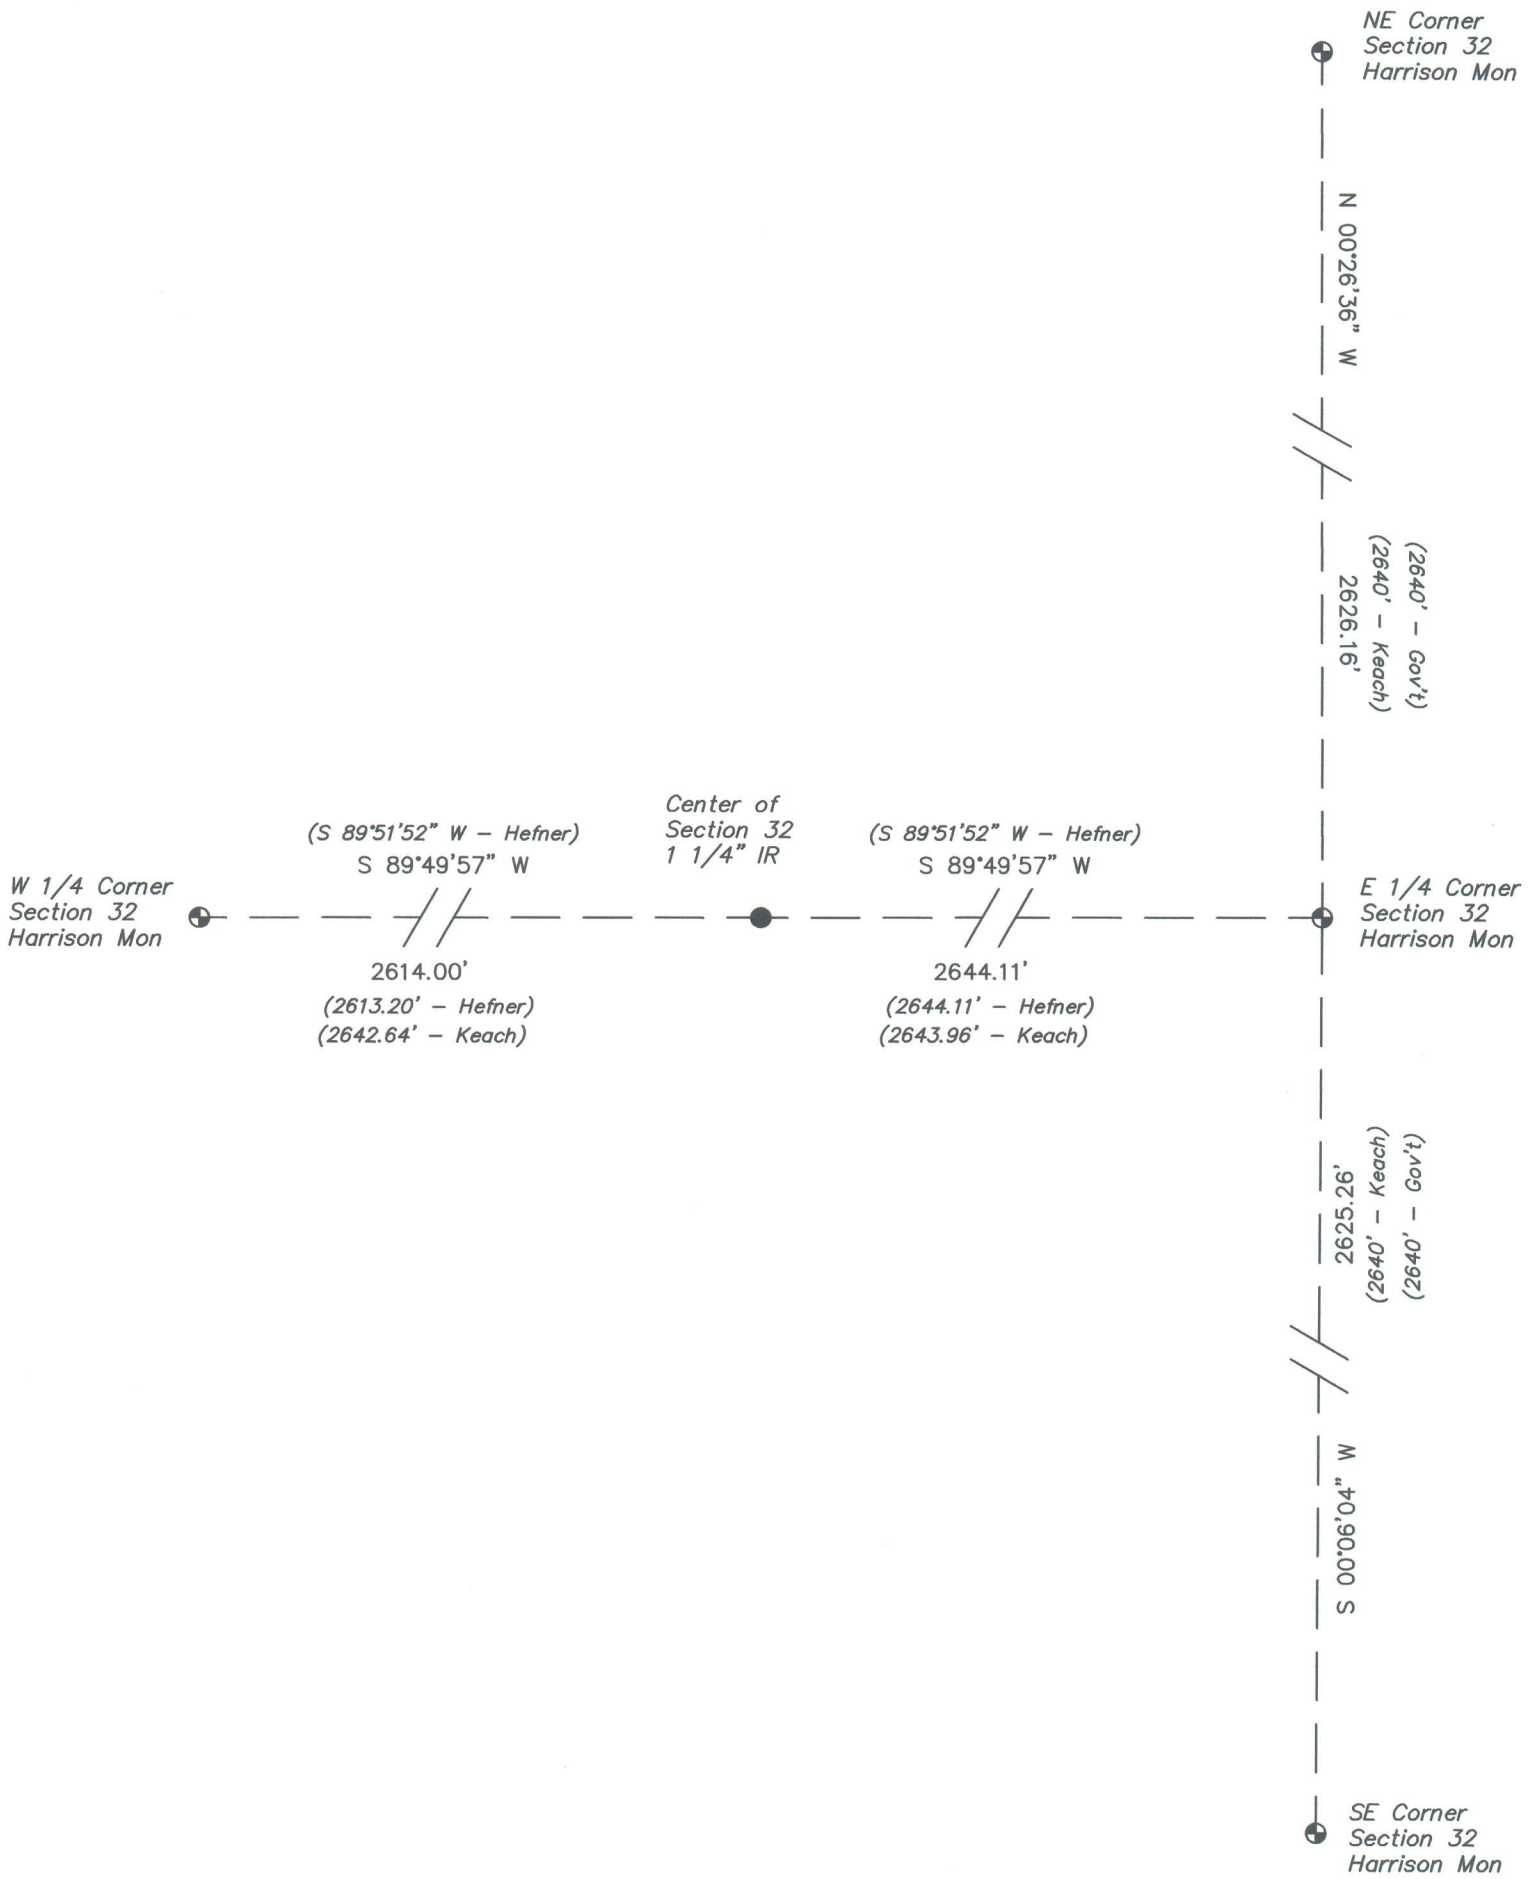 NE Corner
Section 32
Harrison Mon
N 00°26'36" W
(2640' - Gov't)
(2640' - Keach)
2626.16'
Center of
Section 32
1 1/4" IR
(S 89°51'52" W - Hefner)
S 89°49'57" W
(S 89°51'52" W - Hefner)
S 89°49'57" W
W 1/4 Corner
Section 32
Harrison Mon
E 1/4 Corner
Section 32
Harrison Mon
2614.00'
(2613.20' - Hefner)
(2642.64' - Keach)
2644.11'
(2644.11' - Hefner)
(2643.96' - Keach)
2625.26'
(2640' - Keach)
(2640' - Gov't)
S 00°06'04" W
SE Corner
Section 32
Harrison Mon